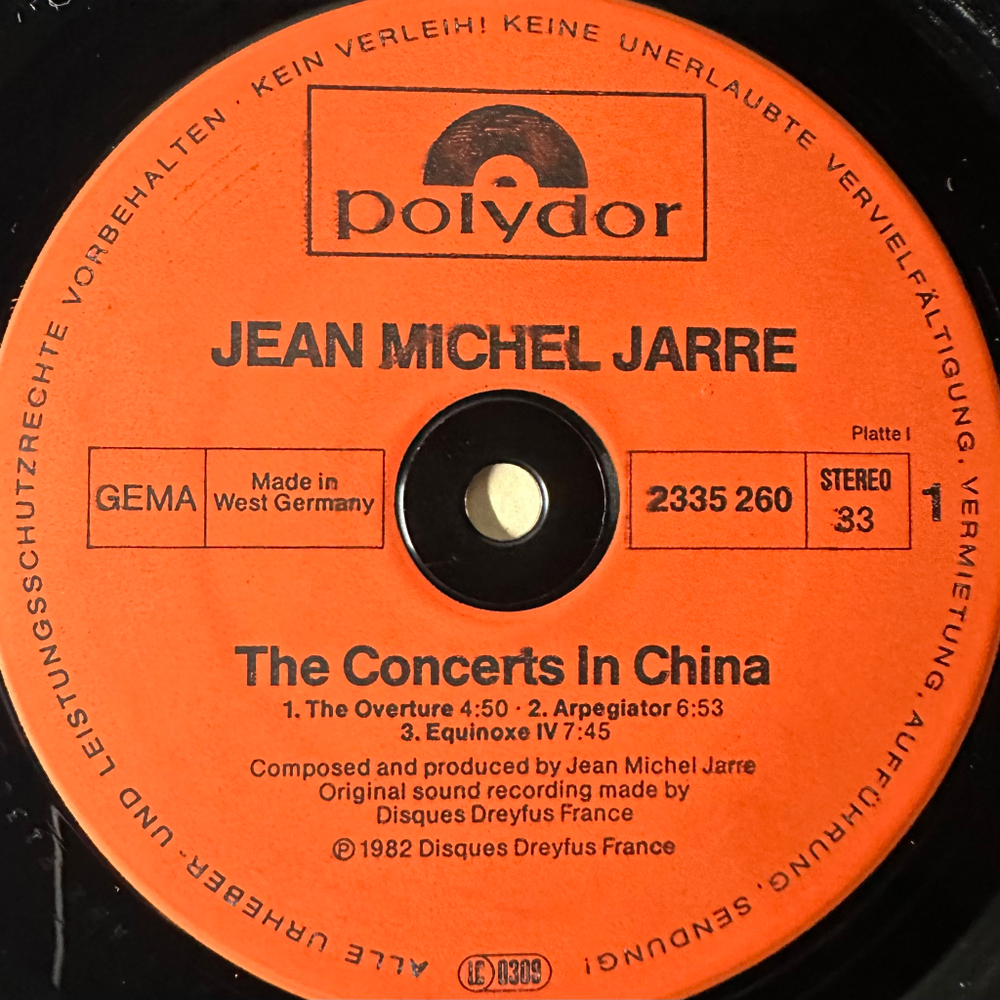 ALLE URHEBER- UND LEISTUNGSSCHUTZRECHTE VORBEHALTEN · KEIN VERLEIH! KEINE UNERLAUBTE VERVIELFÄLTIGUNG, VERMIETUNG, AUFFÜHRUNG, SENDUNG!
polydor
JEAN MICHEL JARRE
Platte I
GEMA
Made in
West Germany
2335 260
STEREO
33
1
The Concerts In China
1. The Overture 4:50 · 2. Arpegiator 6:53
3. Equinoxe IV 7:45
Composed and produced by Jean Michel Jarre
Original sound recording made by
Disques Dreyfus France
℗ 1982 Disques Dreyfus France
LC 0309